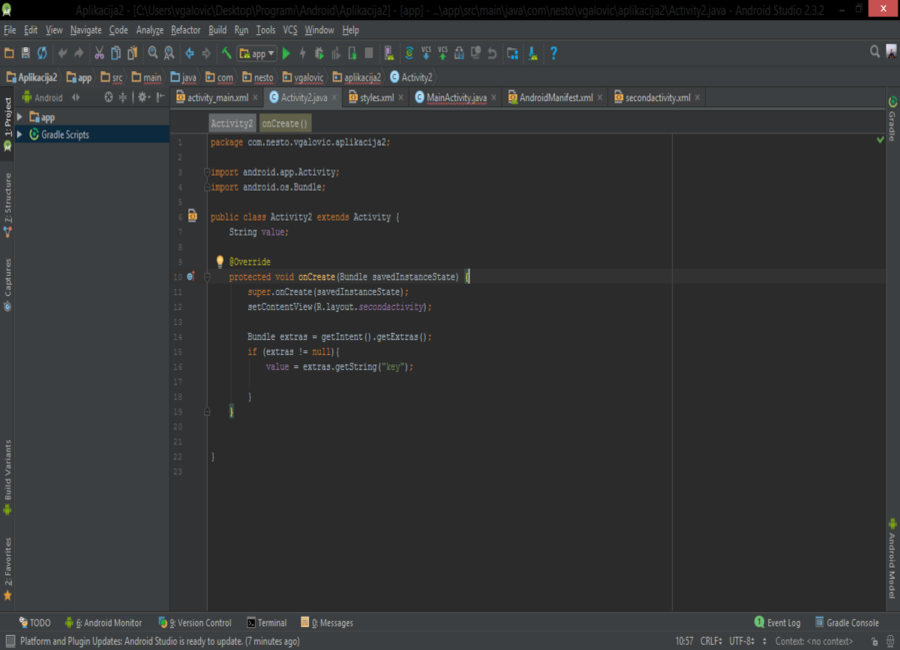 Aplikacija2 - [C:\Users\vgalovic\Desktop\Programi\Android\Aplikacija2] - [app] - ...\app\src\main\java\com\nesto\vgalovic\aplikacija2\Activity2.java - Android Studio 2.3.2
File Edit View Navigate Code Analyze Refactor Build Run Tools VCS Window Help
app VCS VCS ?
Aplikacija2 app src main java com nesto vgalovic aplikacija2 Activity2
Android activity_main.xml Activity2.java styles.xml MainActivity.java AndroidManifest.xml secondactivity.xml
app
Gradle Scripts
1: Project
Z: Structure
Captures
Build Variants
2: Favorites
Activity2 onCreate()
1 package com.nesto.vgalovic.aplikacija2;
2
3 import android.app.Activity;
4 import android.os.Bundle;
5
6 public class Activity2 extends Activity {
7 String value;
8
9 @Override
10 protected void onCreate(Bundle savedInstanceState) {
11 super.onCreate(savedInstanceState);
12 setContentView(R.layout.secondactivity);
13
14 Bundle extras = getIntent().getExtras();
15 if (extras != null){
16 value = extras.getString("key");
17
18 }
19 }
20
21
22 }
23
Gradle
Android Model
TODO 6: Android Monitor 9: Version Control Terminal 0: Messages 1 Event Log Gradle Console
Platform and Plugin Updates: Android Studio is ready to update. (7 minutes ago) 10:57 CRLF UTF-8 Context: <no context>